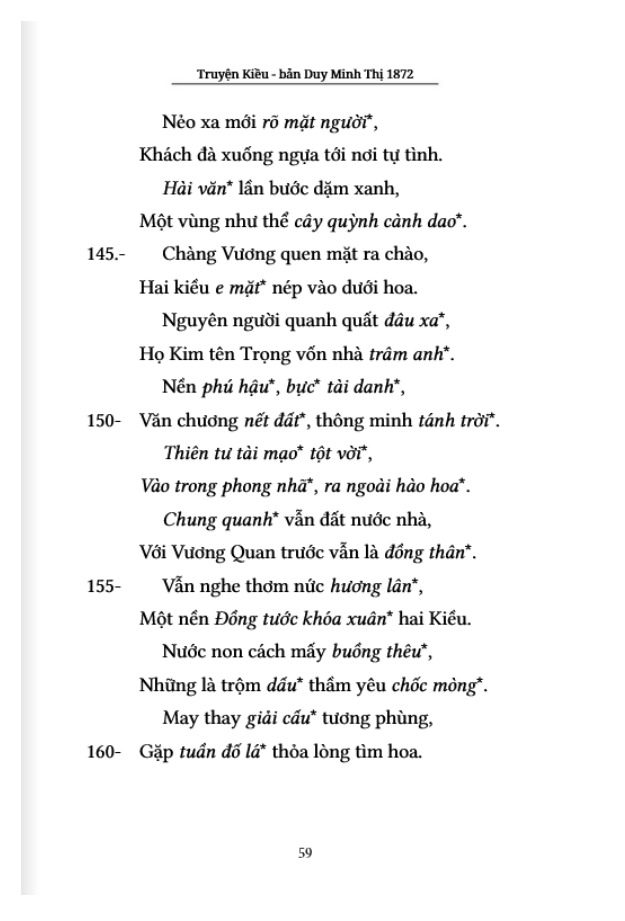 Truyện Kiều - bản Duy Minh Thị 1872
Nẻo xa mới rõ mặt người*,
Khách đà xuống ngựa tới nơi tự tình.
Hài văn* lần bước dặm xanh,
Một vùng như thể cây quỳnh cành dao*.
145.- Chàng Vương quen mặt ra chào,
Hai kiều e mặt* nép vào dưới hoa.
Nguyên người quanh quất đâu xa*,
Họ Kim tên Trọng vốn nhà trâm anh*.
Nền phú hậu*, bực* tài danh*,
150- Văn chương nết đất*, thông minh tánh trời*.
Thiên tư tài mạo* tột vời*,
Vào trong phong nhã*, ra ngoài hào hoa*.
Chung quanh* vẫn đất nước nhà,
Với Vương Quan trước vẫn là đồng thân*.
155- Vẫn nghe thơm nức hương lân*,
Một nền Đồng tước khóa xuân* hai Kiều.
Nước non cách mấy buồng thêu*,
Những là trộm dấu* thầm yêu chốc mòng*.
May thay giải cấu* tương phùng,
160- Gặp tuần đố lá* thỏa lòng tìm hoa.
59